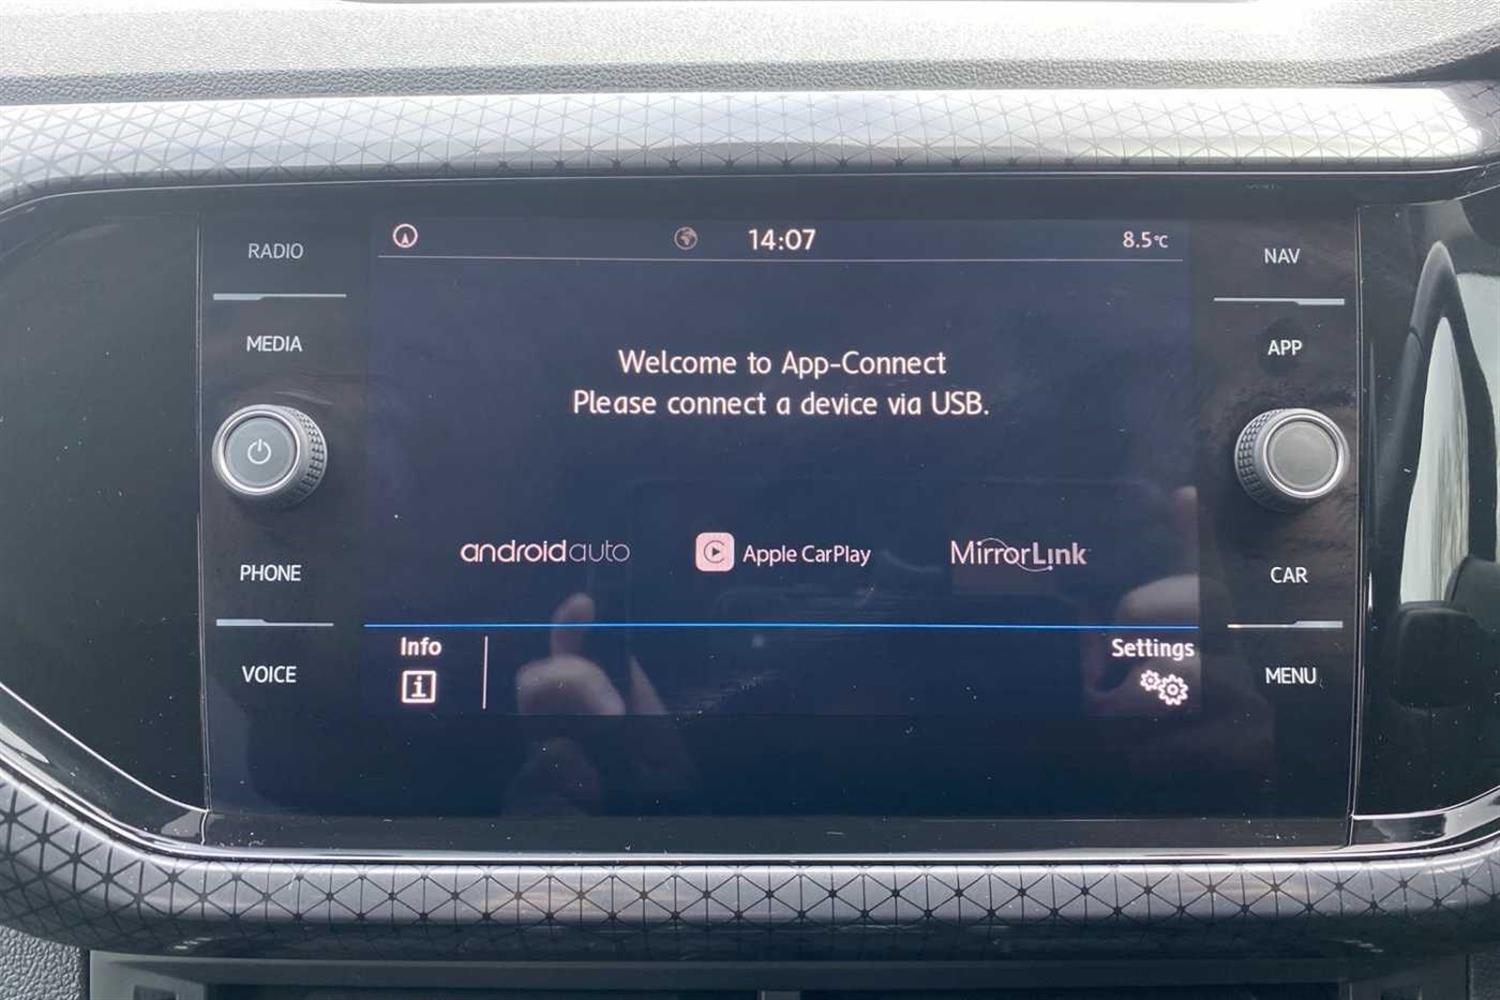 RADIO
MEDIA
PHONE
VOICE
14:07
8.5°C
Welcome to App-Connect
Please connect a device via USB.
androidauto
Apple CarPlay
MirrorLink
Info
i
Settings
NAV
APP
CAR
MENU